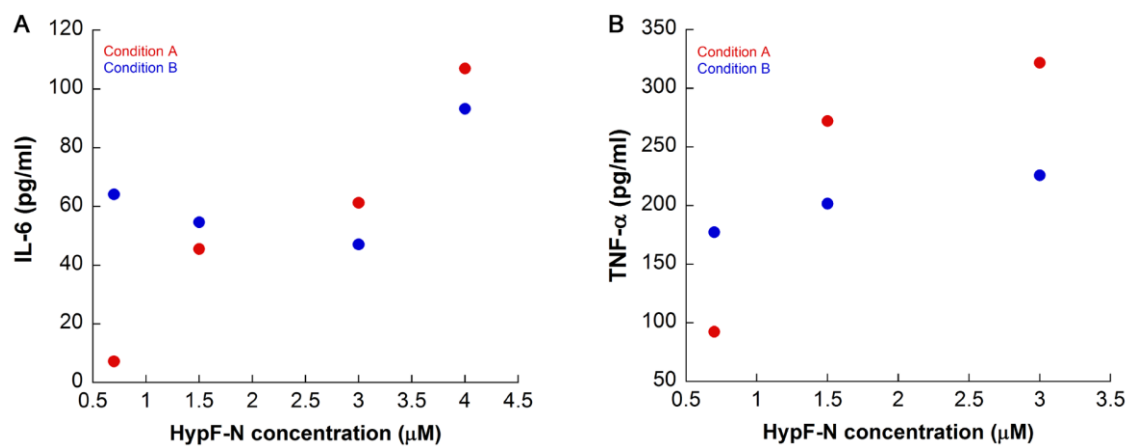 A
Condition A
Condition B
IL-6 (pg/ml)
120
100
80
60
40
20
0
0.5 1 1.5 2 2.5 3 3.5 4 4.5
HypF-N concentration (µM)
B
Condition A
Condition B
TNF-α (pg/ml)
350
300
250
200
150
100
50
0.5 1 1.5 2 2.5 3 3.5
HypF-N concentration (µM)